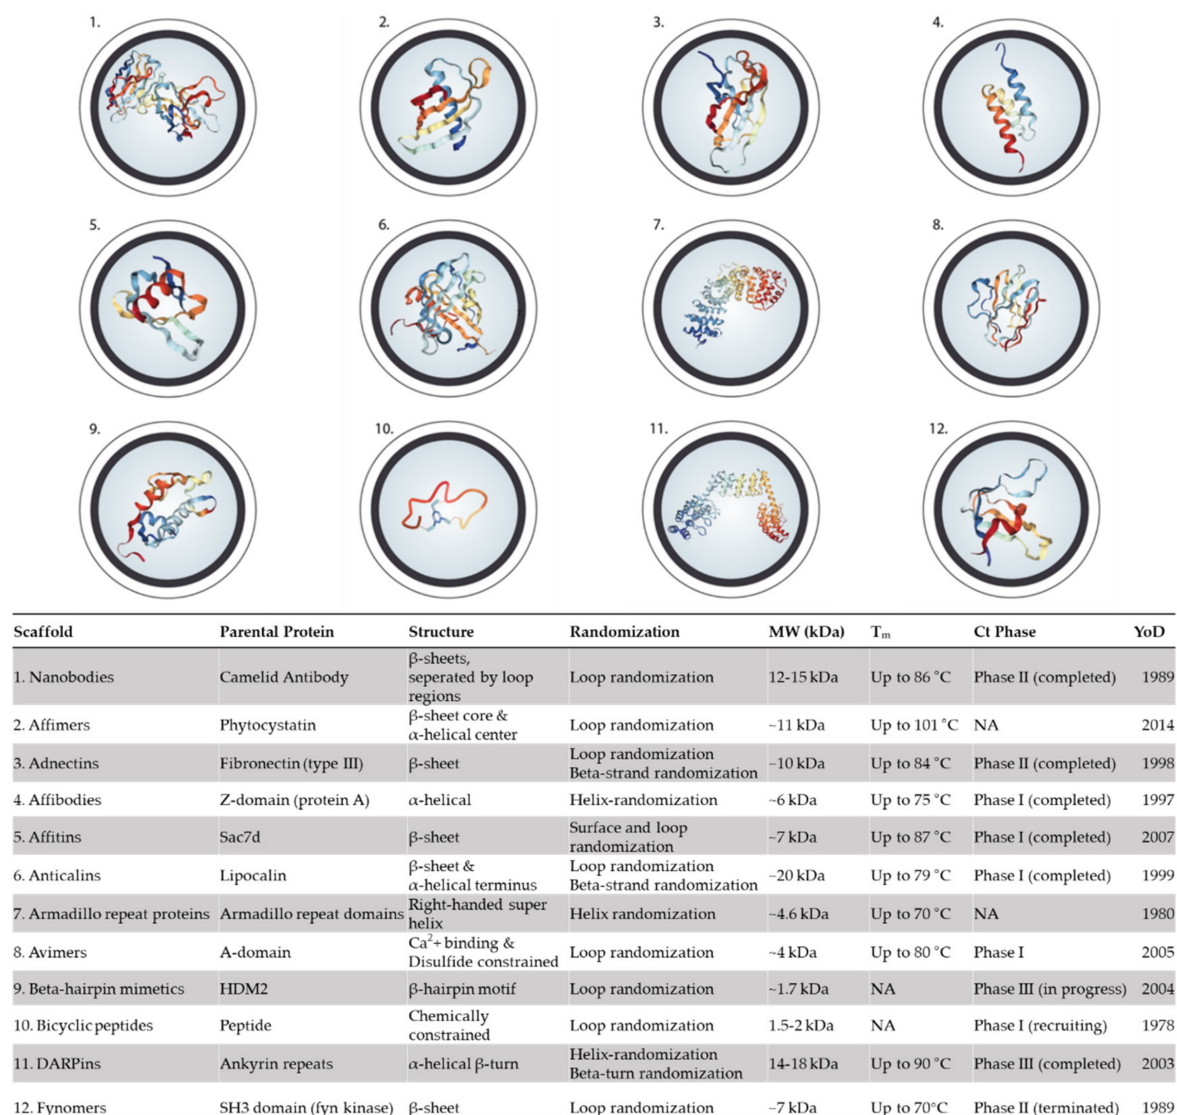 1.
2.
3.
4.
5.
6.
7.
8.
9.
10.
11.
12.
Scaffold Parental Protein Structure Randomization MW (kDa) Tm Ct Phase YoD
1. Nanobodies Camelid Antibody β-sheets, seperated by loop regions Loop randomization 12-15 kDa Up to 86 °C Phase II (completed) 1989
2. Affimers Phytocystatin β-sheet core & α-helical center Loop randomization ~11 kDa Up to 101 °C NA 2014
3. Adnectins Fibronectin (type III) β-sheet Loop randomization Beta-strand randomization ~10 kDa Up to 84 °C Phase II (completed) 1998
4. Affibodies Z-domain (protein A) α-helical Helix-randomization ~6 kDa Up to 75 °C Phase I (completed) 1997
5. Affitins Sac7d β-sheet Surface and loop randomization ~7 kDa Up to 87 °C Phase I (completed) 2007
6. Anticalins Lipocalin β-sheet & α-helical terminus Loop randomization Beta-strand randomization ~20 kDa Up to 79 °C Phase I (completed) 1999
7. Armadillo repeat proteins Armadillo repeat domains Right-handed super helix Helix randomization ~4.6 kDa Up to 70 °C NA 1980
8. Avimers A-domain Ca2+ binding & Disulfide constrained Loop randomization ~4 kDa Up to 80 °C Phase I 2005
9. Beta-hairpin mimetics HDM2 β-hairpin motif Loop randomization ~1.7 kDa NA Phase III (in progress) 2004
10. Bicyclic peptides Peptide Chemically constrained Loop randomization 1.5-2 kDa NA Phase I (recruiting) 1978
11. DARPins Ankyrin repeats α-helical β-turn Helix-randomization Beta-turn randomization 14-18 kDa Up to 90 °C Phase III (completed) 2003
12. Fynomers SH3 domain (fyn kinase) β-sheet Loop randomization ~7 kDa Up to 70°C Phase II (terminated) 1989